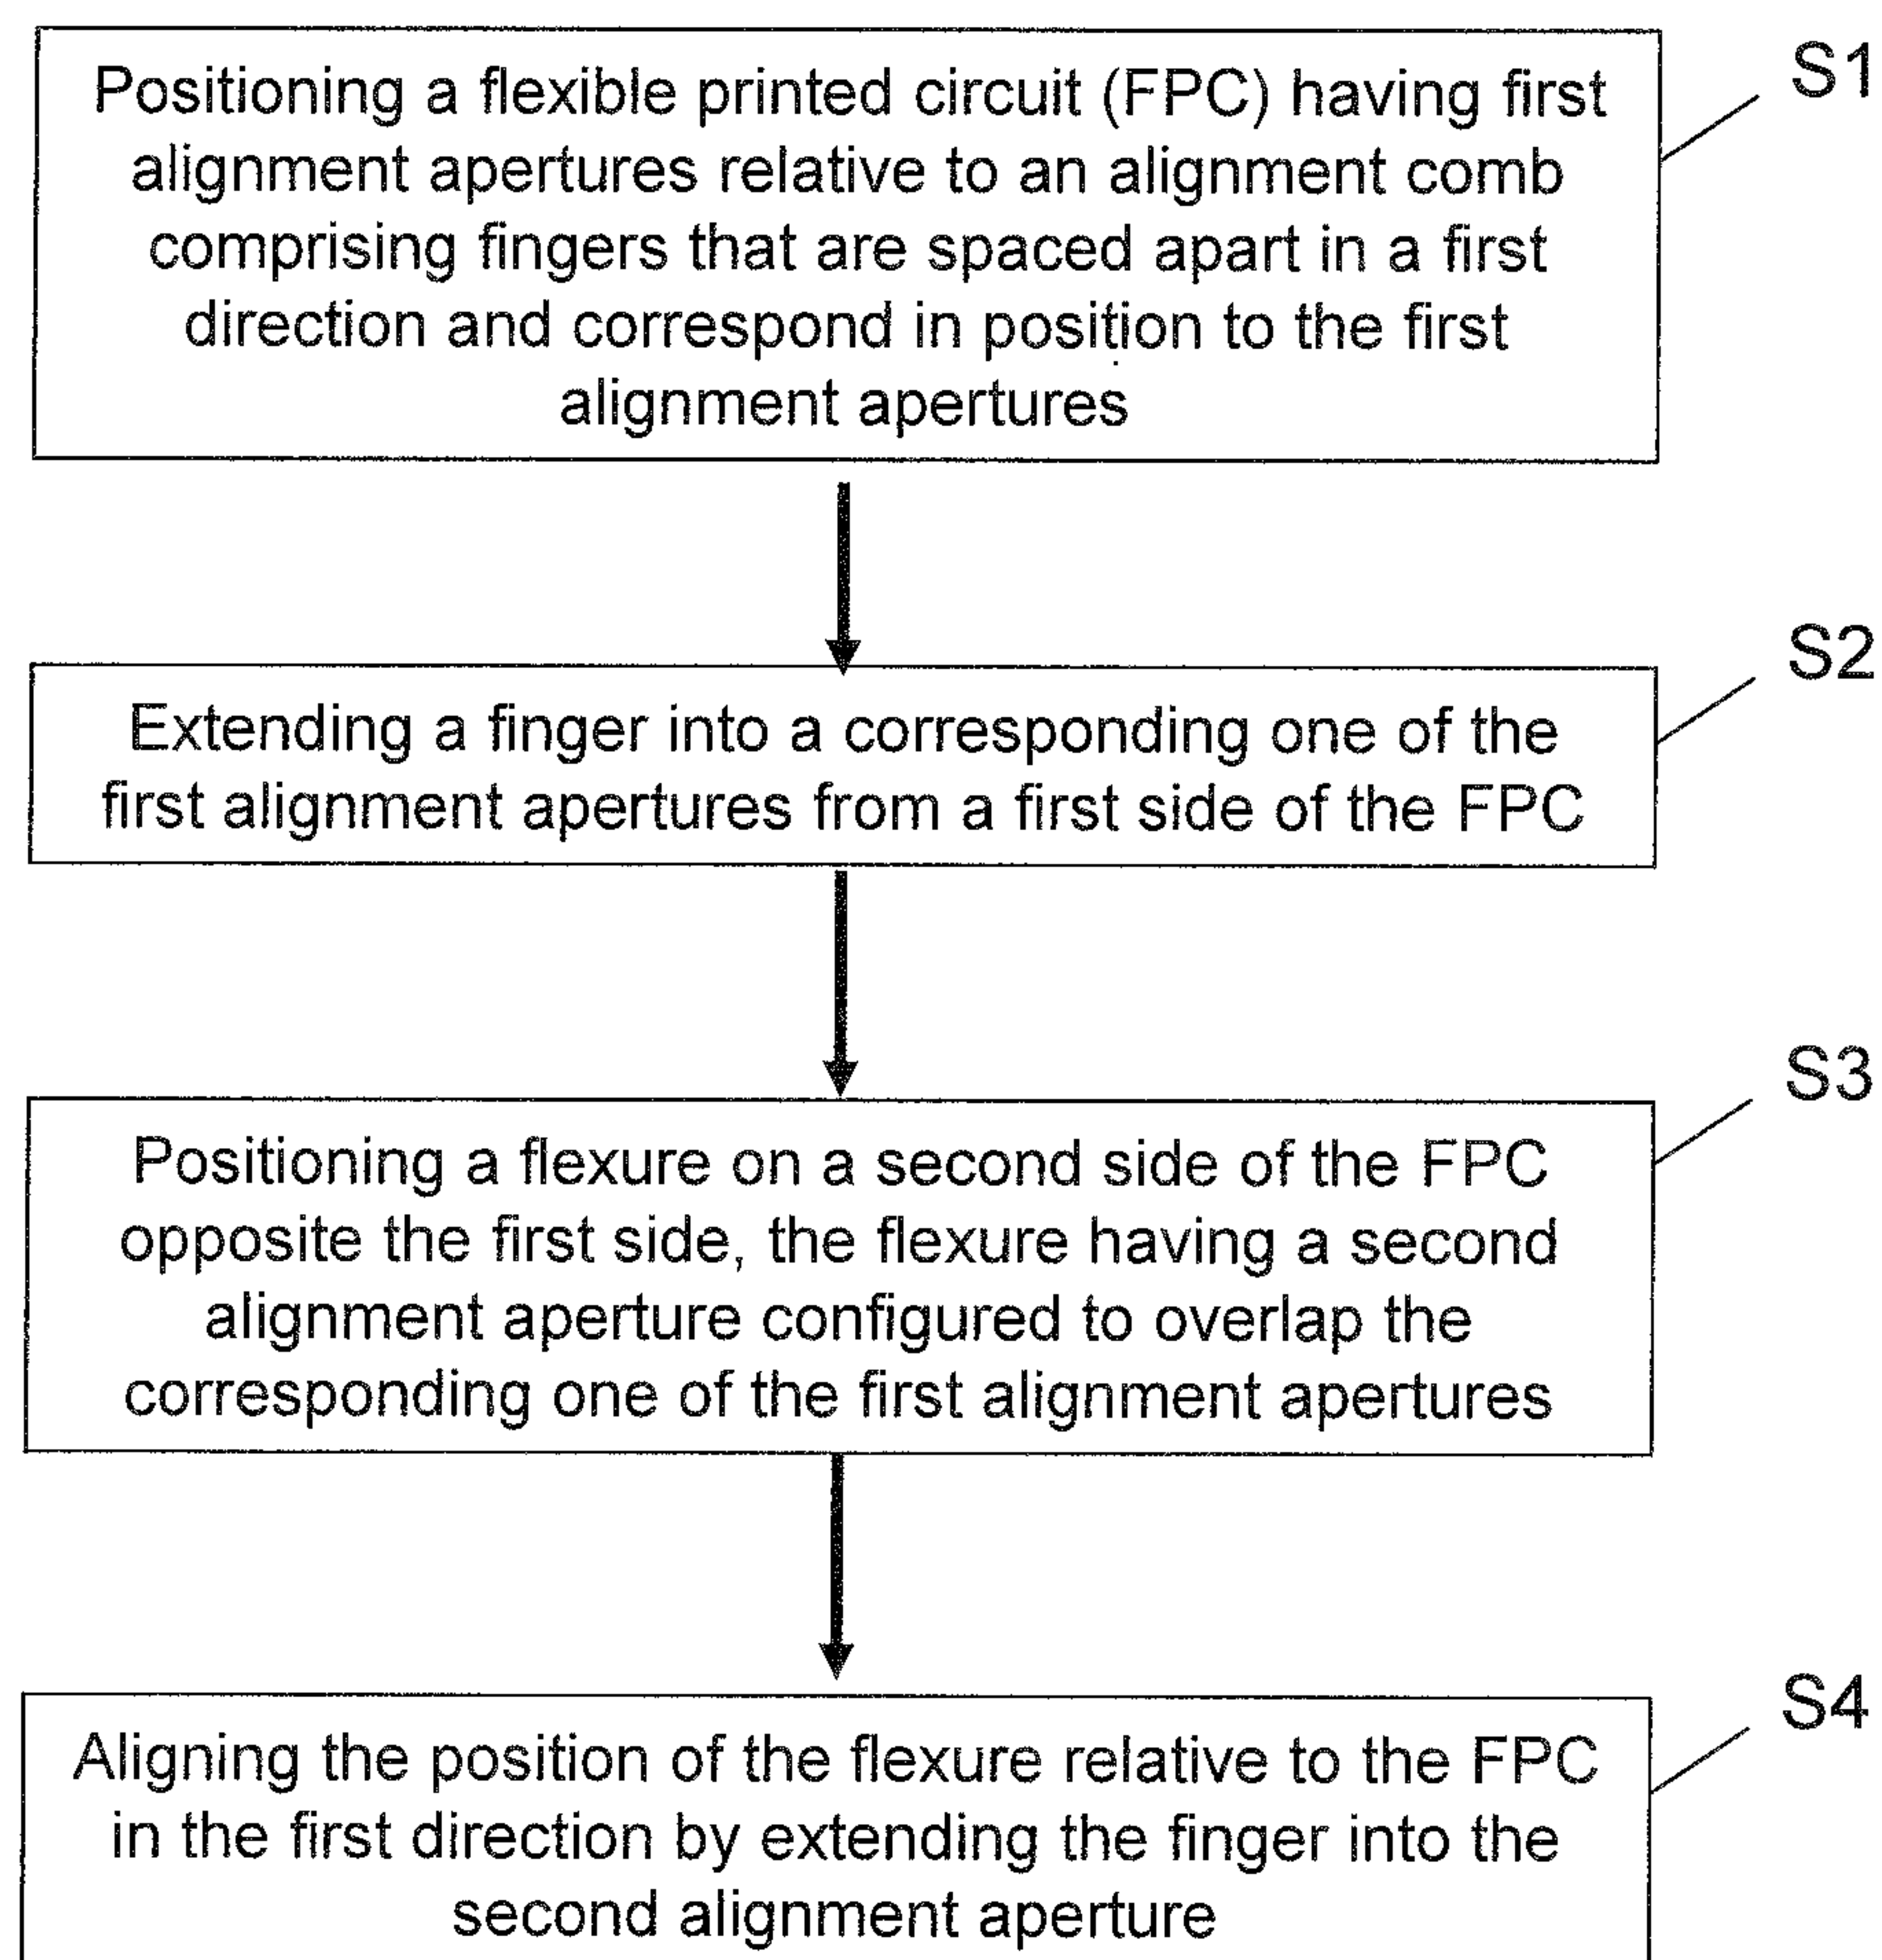 Positioning a flexible printed circuit (FPC) having first
alignment apertures relative to an alignment comb
comprising fingers that are spaced apart in a first
direction and correspond in position to the first
alignment apertures
S1
Extending a finger into a corresponding one of the
first alignment apertures from a first side of the FPC
S2
Positioning a flexure on a second side of the FPC
opposite the first side, the flexure having a second
alignment aperture configured to overlap the
corresponding one of the first alignment apertures
S3
Aligning the position of the flexure relative to the FPC
in the first direction by extending the finger into the
second alignment aperture
S4